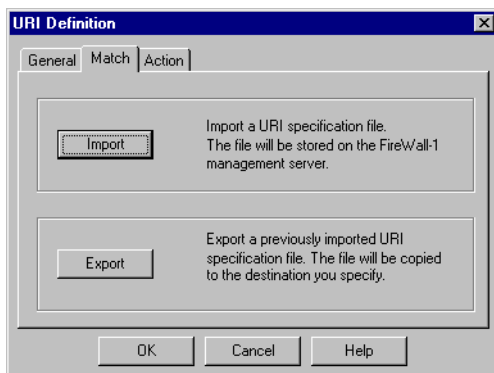 URI Definition
General Match Action
Import
Import a URI specification file.
The file will be stored on the FireWall-1
management server.
Export
Export a previously imported URI
specification file. The file will be copied
to the destination you specify.
OK Cancel Help